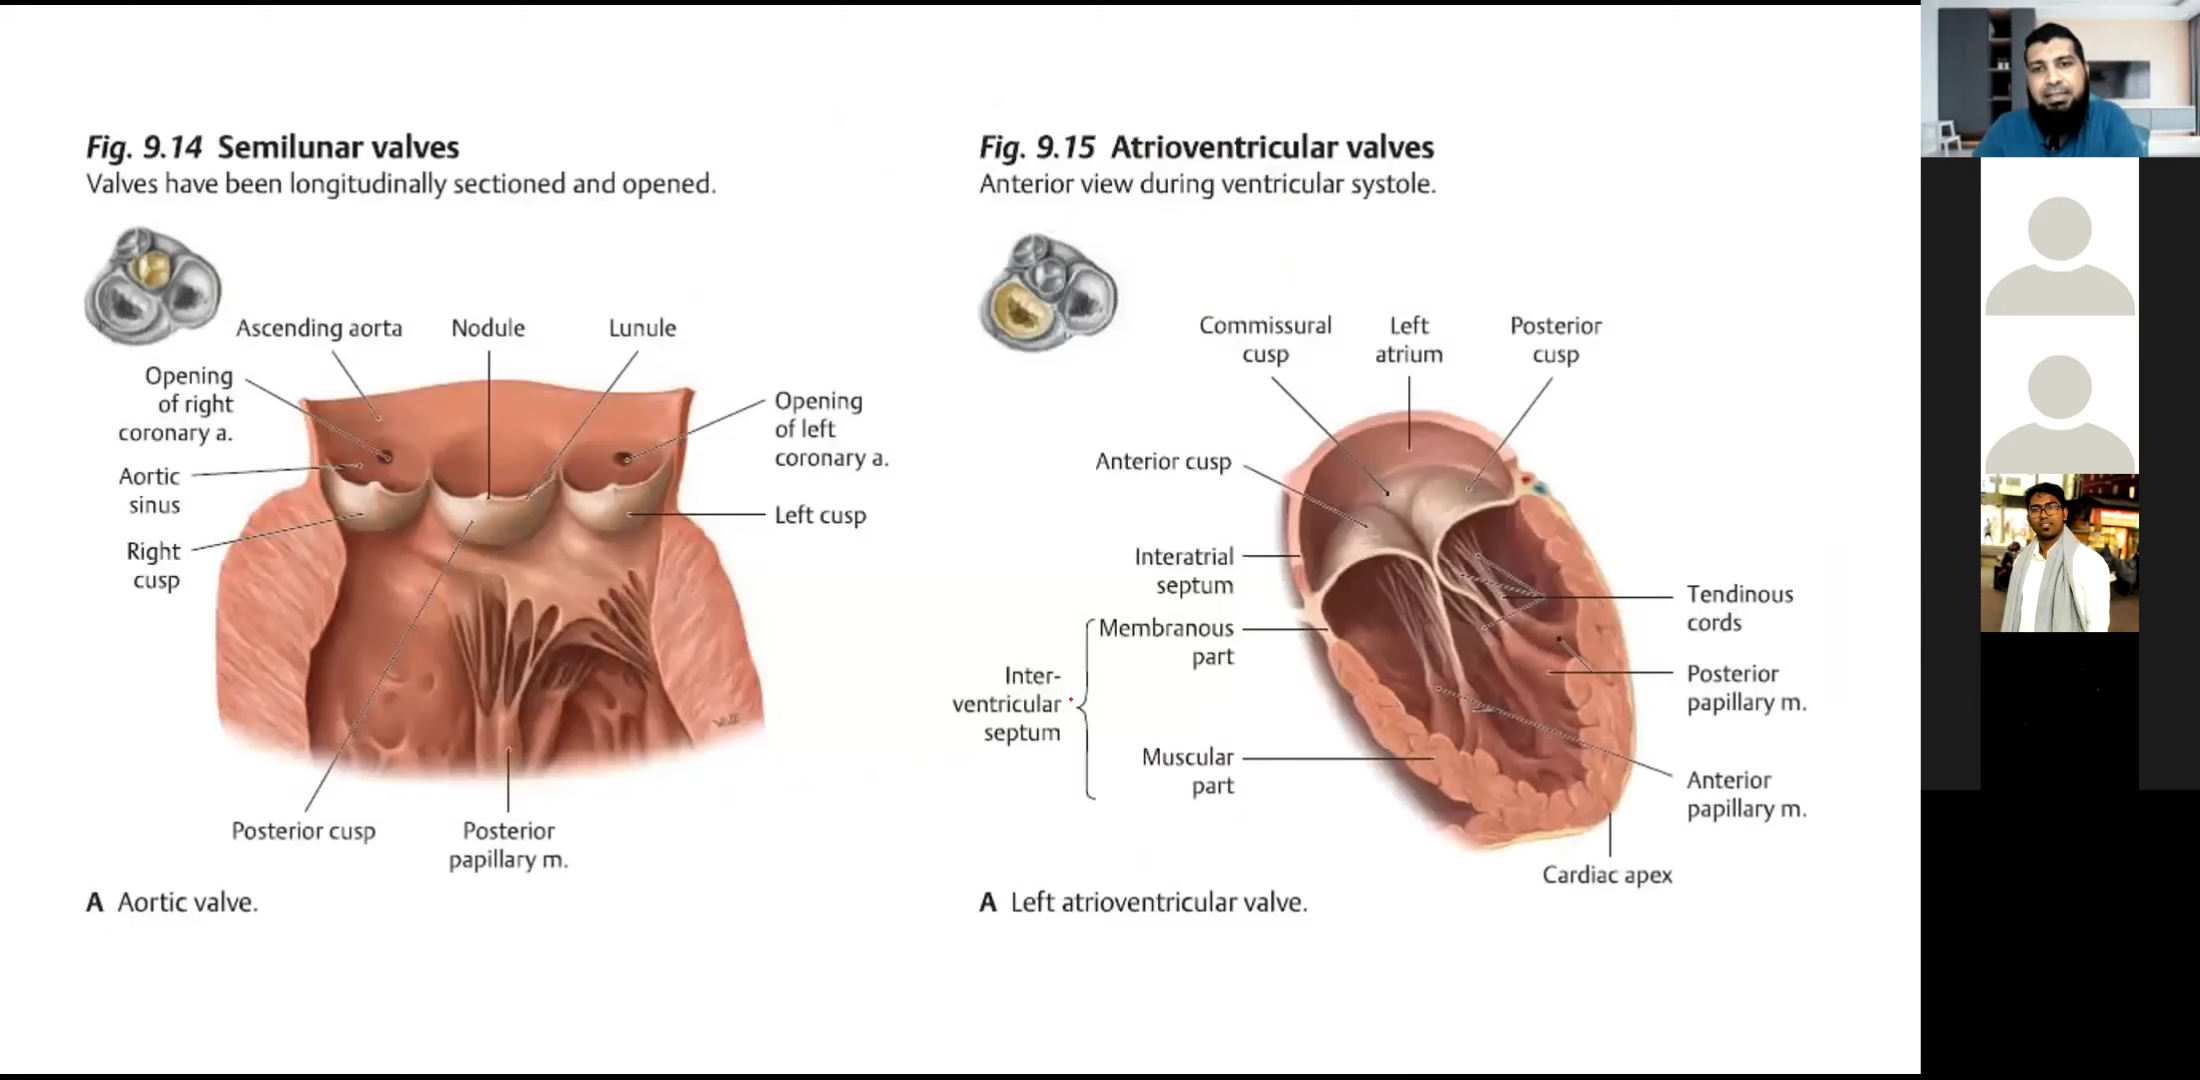 Fig. 9.14 Semilunar valves
Valves have been longitudinally sectioned and opened.
Ascending aorta
Nodule
Lunule
Opening
of right
coronary a.
Opening
of left
coronary a.
Aortic
sinus
Left cusp
Right
cusp
Posterior cusp
Posterior
papillary m.
A Aortic valve.
Fig. 9.15 Atrioventricular valves
Anterior view during ventricular systole.
Commissural
cusp
Left
atrium
Posterior
cusp
Anterior cusp
Interatrial
septum
Membranous
part
Inter-
ventricular
septum
Muscular
part
Tendinous
cords
Posterior
papillary m.
Anterior
papillary m.
Cardiac apex
A Left atrioventricular valve.